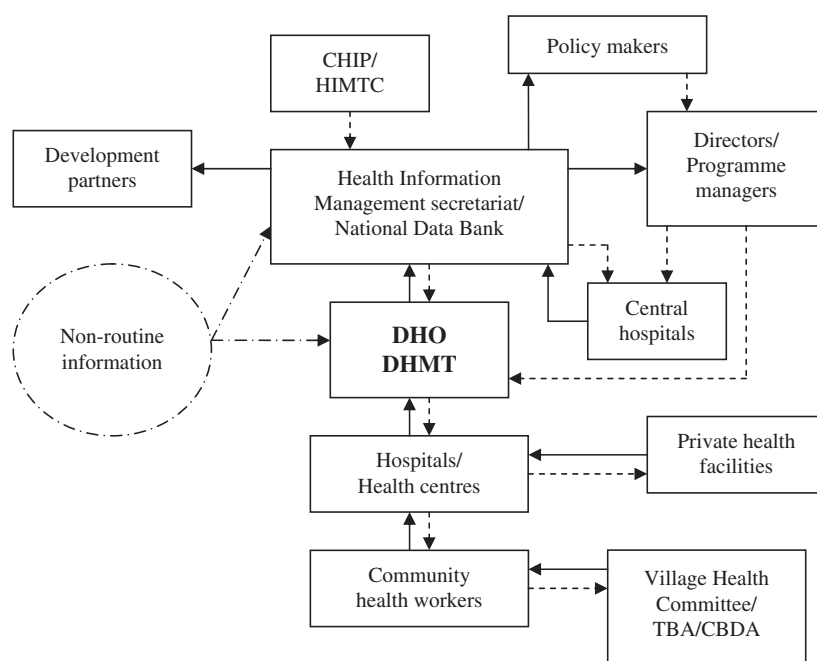 CHIP/
HIMTC
Policy makers
Development
partners
Health Information
Management secretariat/
National Data Bank
Directors/
Programme
managers
Non-routine
information
DHO
DHMT
Central
hospitals
Hospitals/
Health centres
Private health
facilities
Community
health workers
Village Health
Committee/
TBA/CBDA